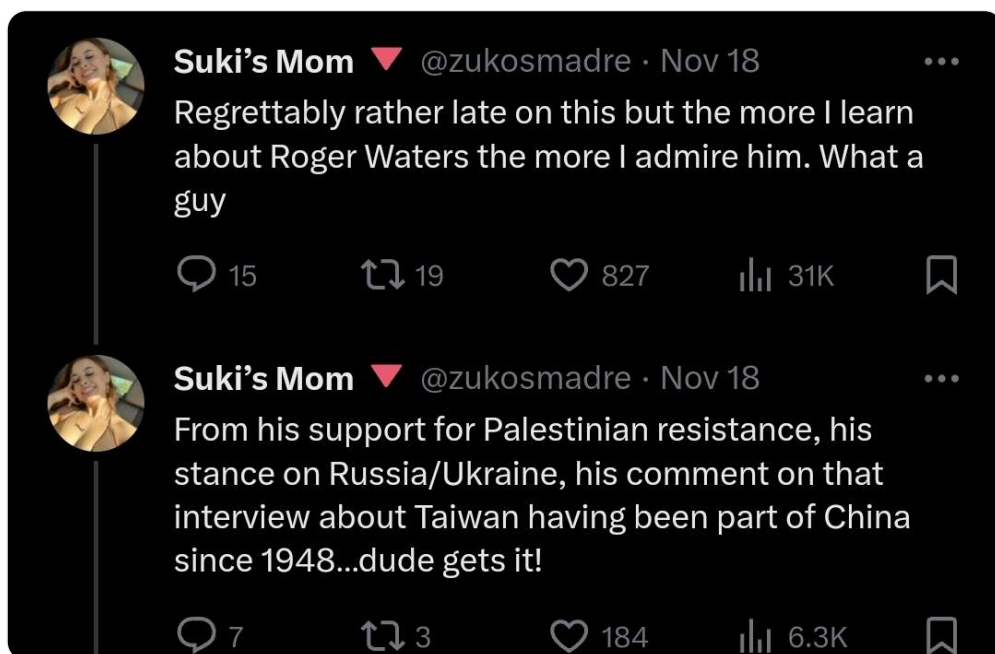 Suki’s Mom 🔻 @zukosmadre · Nov 18
Regrettably rather late on this but the more I learn
about Roger Waters the more I admire him. What a
guy
15 19 827 31K
Suki’s Mom 🔻 @zukosmadre · Nov 18
From his support for Palestinian resistance, his
stance on Russia/Ukraine, his comment on that
interview about Taiwan having been part of China
since 1948...dude gets it!
7 3 184 6.3K